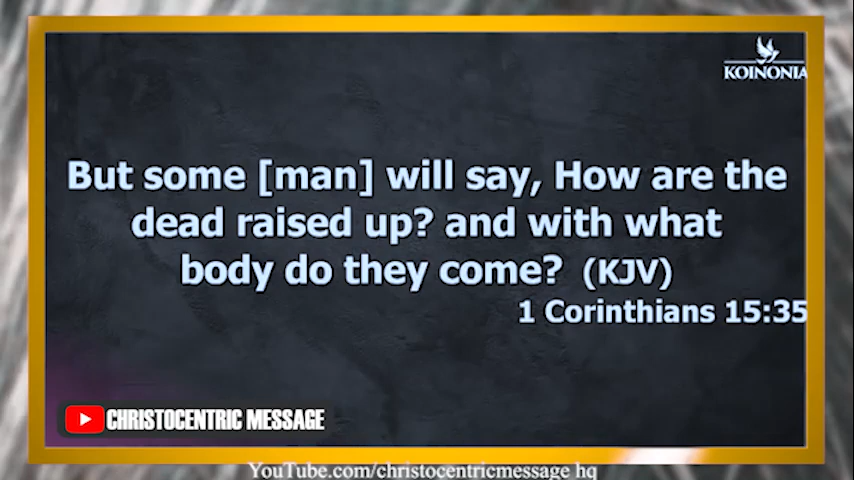 KOINONIA
But some [man] will say, How are the
dead raised up? and with what
body do they come? (KJV)
1 Corinthians 15:35
CHRISTOCENTRIC MESSAGE
YouTube.com/christocentricmessage hq